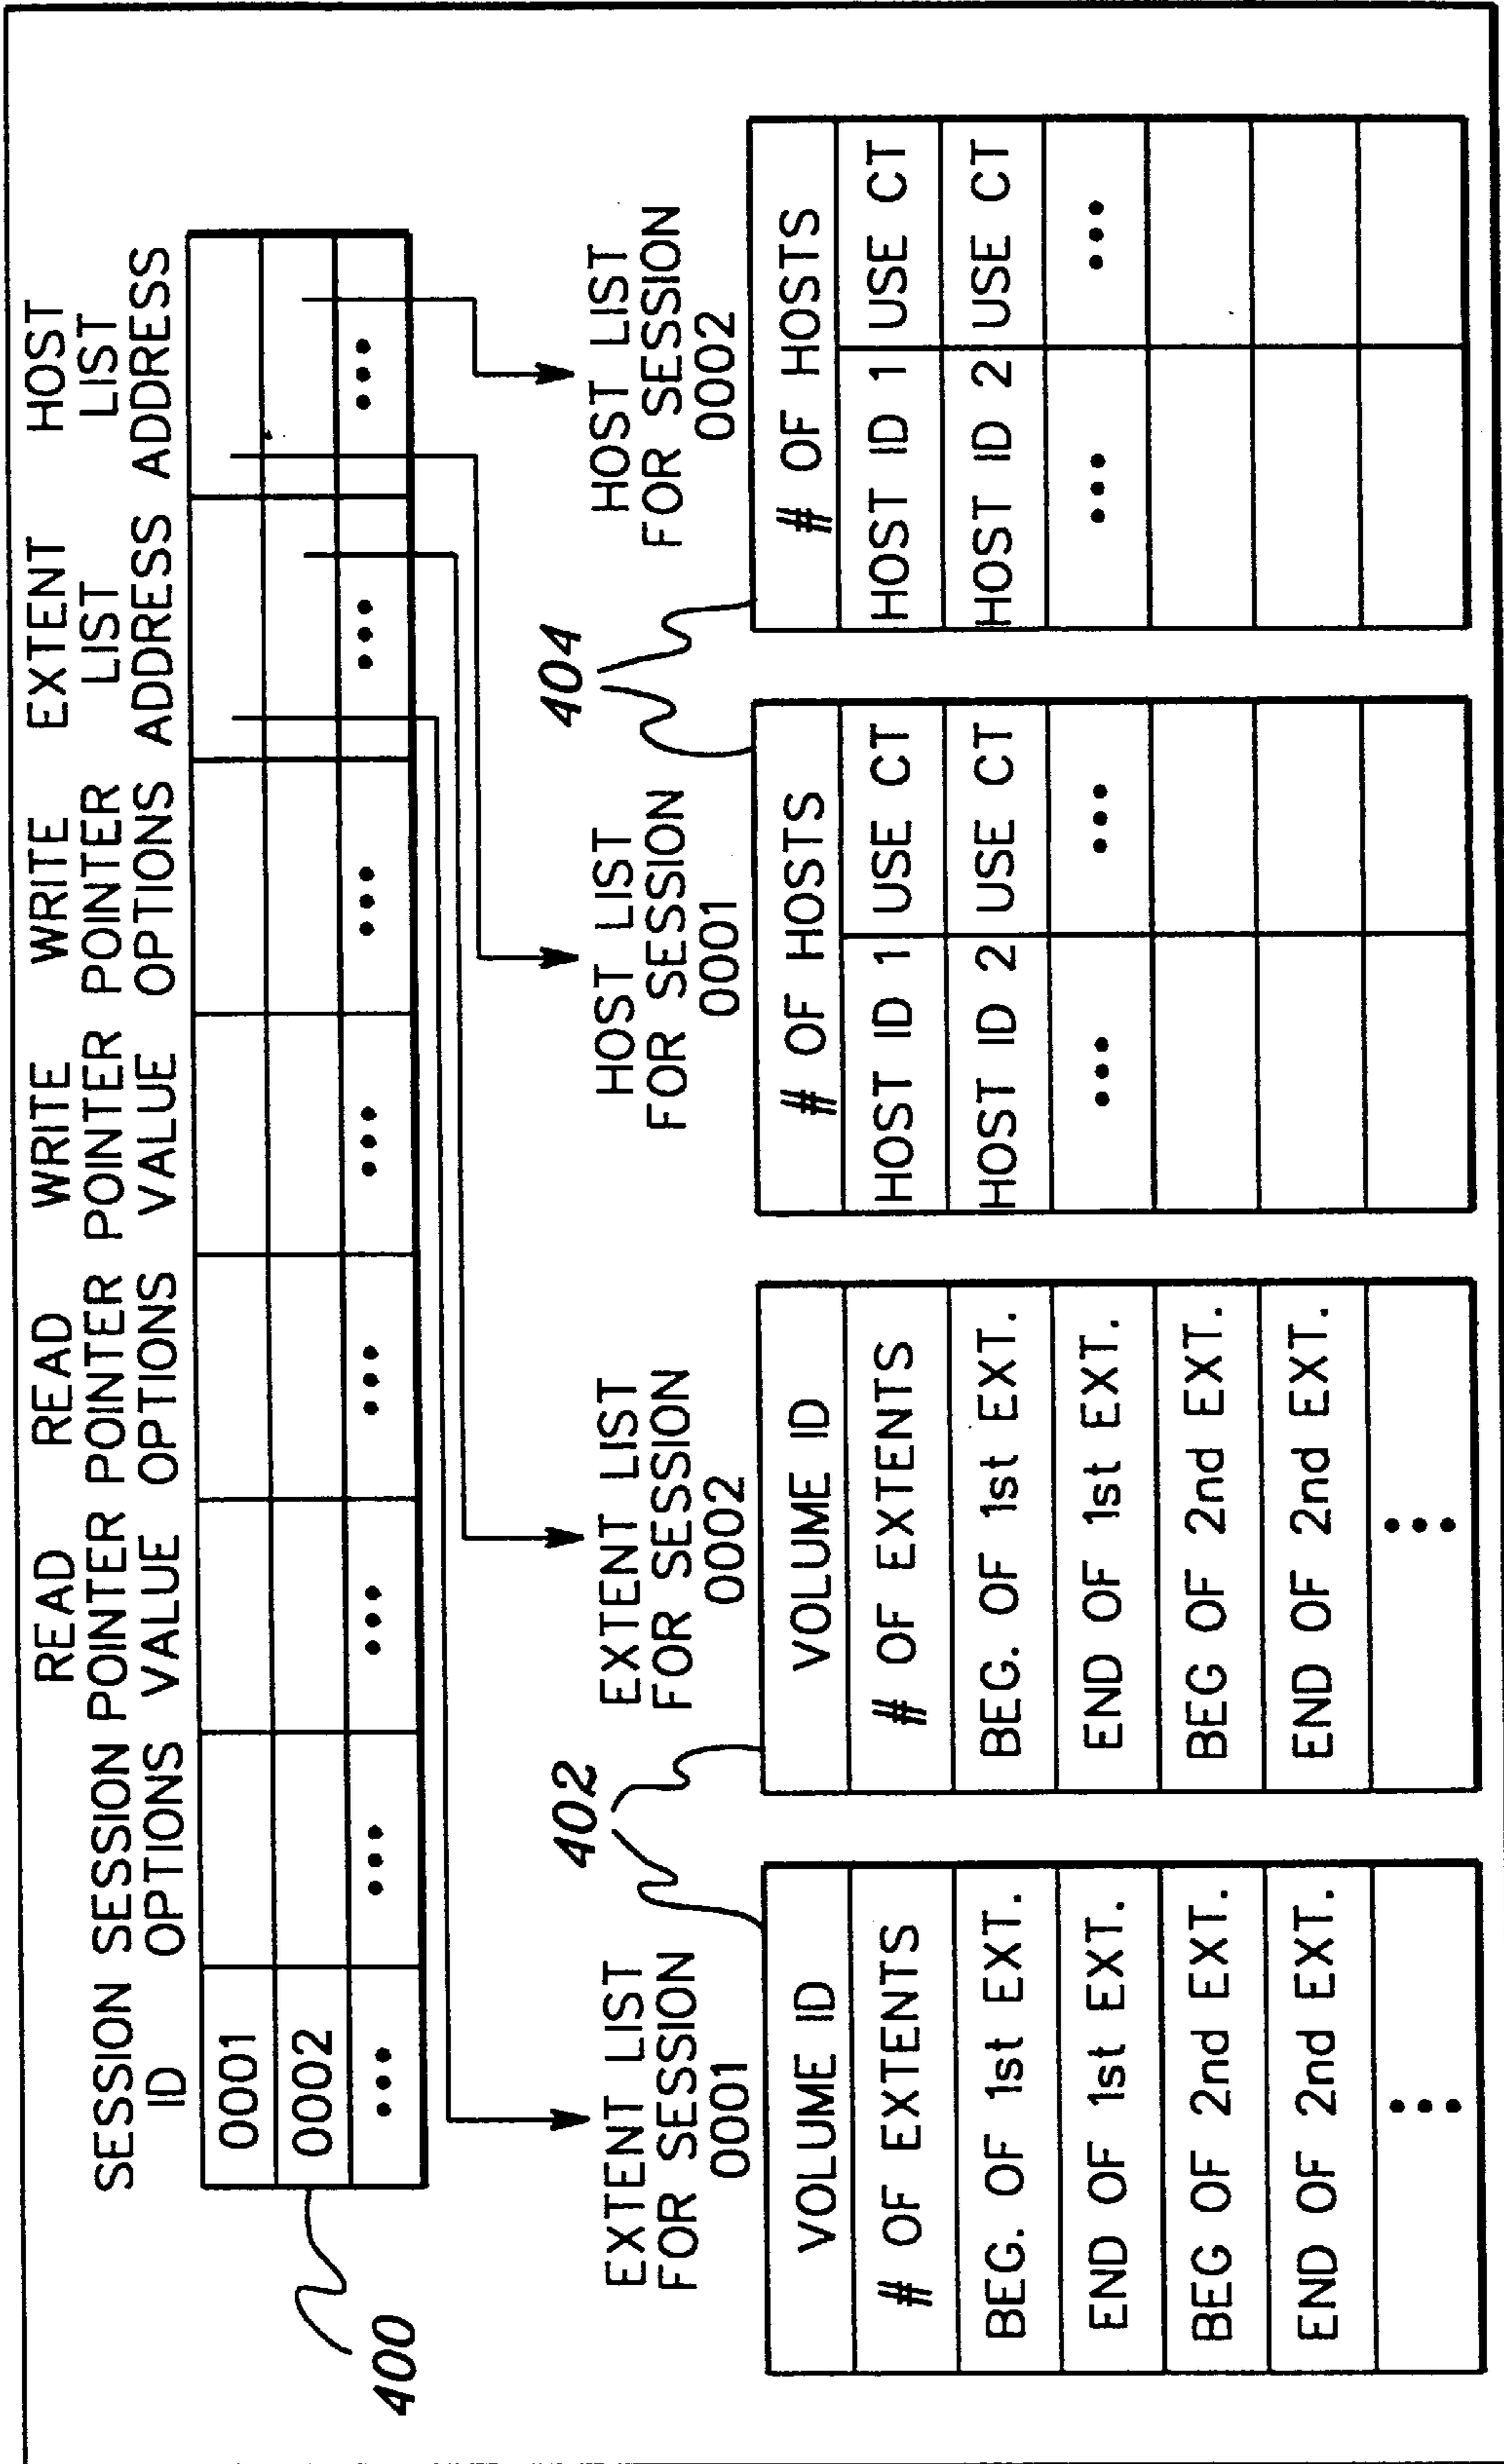 SESSION ID
SESSION OPTIONS
READ POINTER VALUE
READ POINTER OPTIONS
WRITE POINTER VALUE
WRITE POINTER OPTIONS
EXTENT LIST ADDRESS
HOST LIST ADDRESS
0001
0002
••• ••• ••• ••• ••• ••• ••• •••
400
EXTENT LIST
FOR SESSION
0001
VOLUME ID
# OF EXTENTS
BEG. OF 1st EXT.
END OF 1st EXT.
BEG OF 2nd EXT.
END OF 2nd EXT.
•••
402
EXTENT LIST
FOR SESSION
0002
VOLUME ID
# OF EXTENTS
BEG. OF 1st EXT.
END OF 1st EXT.
BEG OF 2nd EXT.
END OF 2nd EXT.
•••
HOST LIST
FOR SESSION
0001
# OF HOSTS
HOST ID 1 USE CT
HOST ID 2 USE CT
••• •••
404
HOST LIST
FOR SESSION
0002
# OF HOSTS
HOST ID 1 USE CT
HOST ID 2 USE CT
••• •••